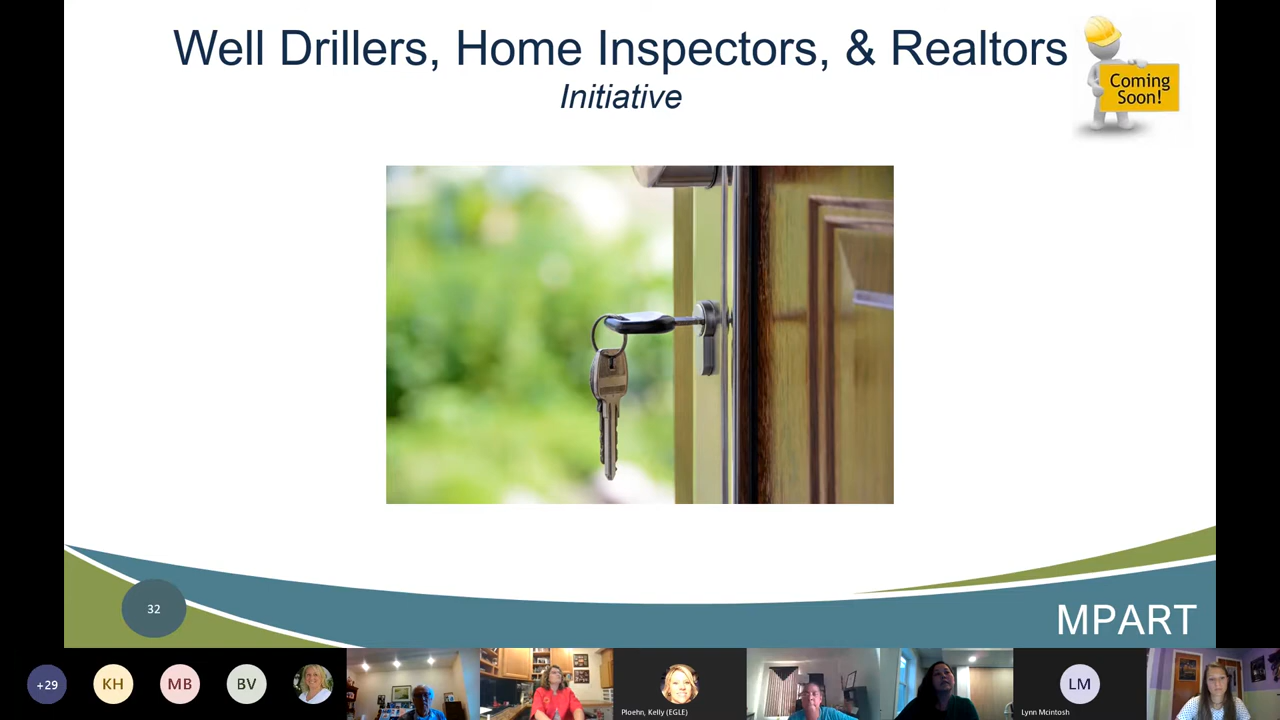 Well Drillers, Home Inspectors, & Realtors
Initiative
Coming
Soon!
32
MPART
+29
KH
MB
BV
Ploehn, Kelly (EGLE)
LM
Lynn Mcintosh